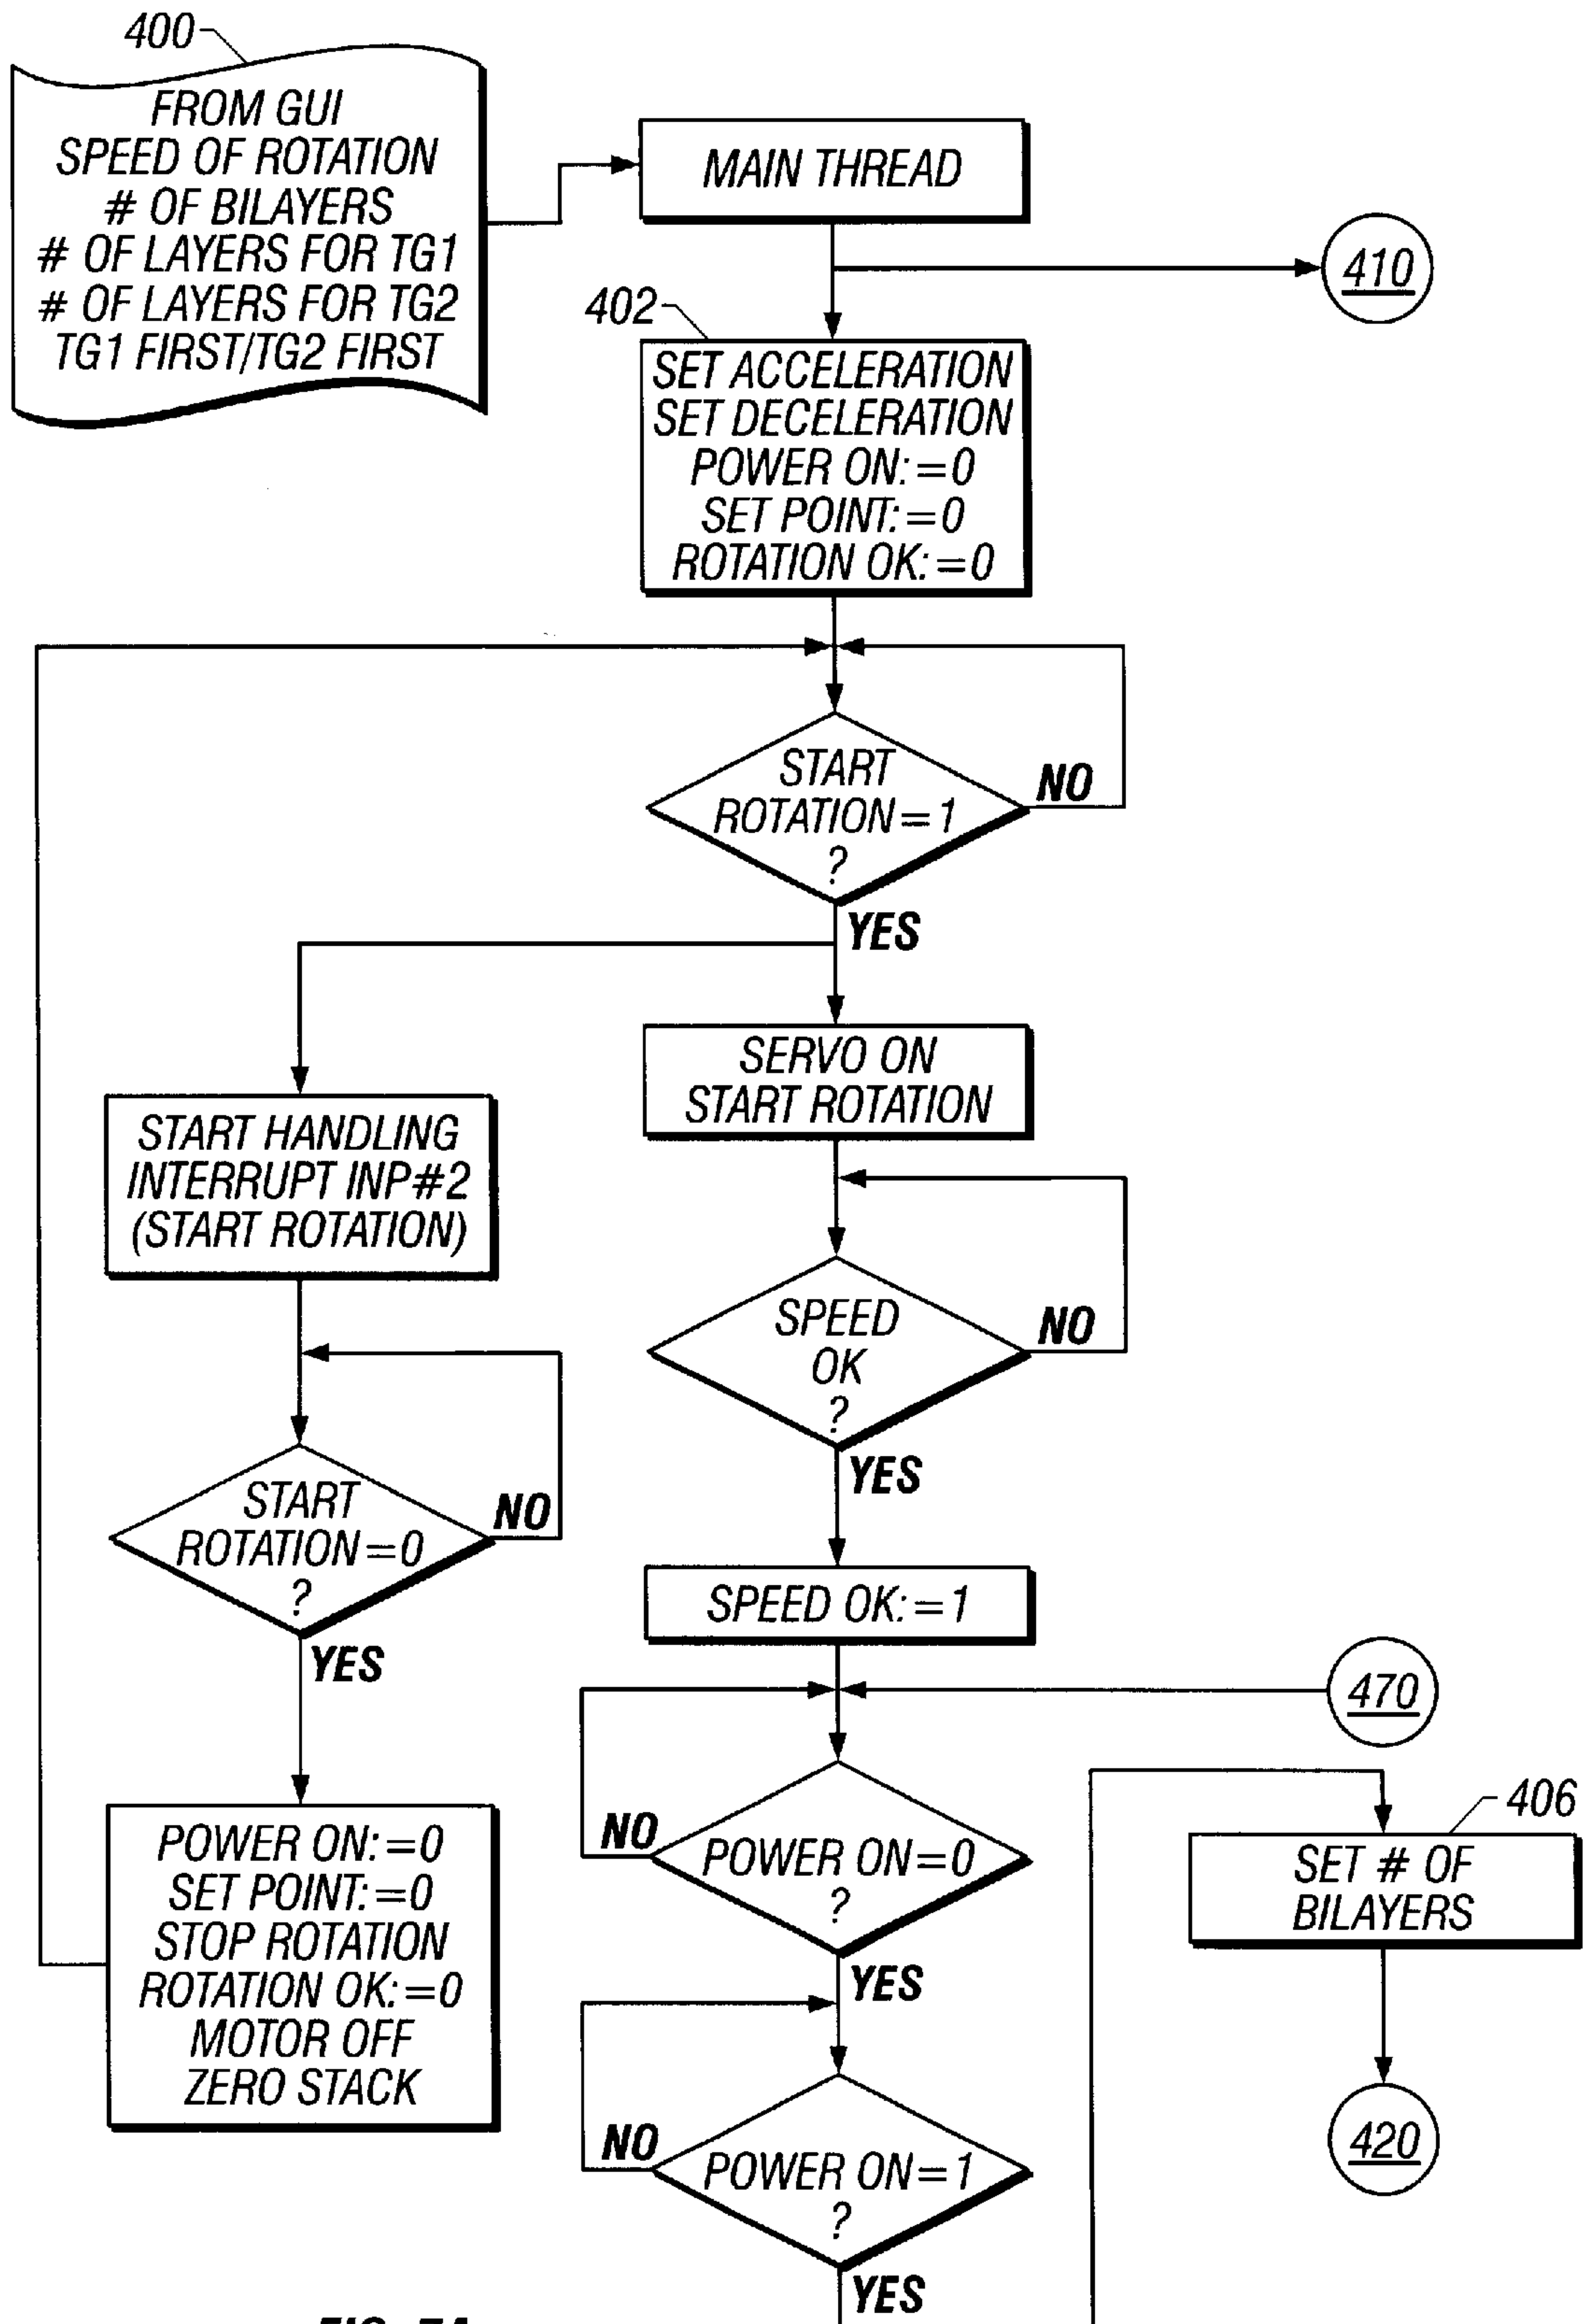 400
FROM GUI
SPEED OF ROTATION
# OF BILAYERS
# OF LAYERS FOR TG1
# OF LAYERS FOR TG2
TG1 FIRST/TG2 FIRST
MAIN THREAD
410
402
SET ACCELERATION
SET DECELERATION
POWER ON:=0
SET POINT:=0
ROTATION OK:=0
START
ROTATION=1
?
NO
YES
SERVO ON
START ROTATION
START HANDLING
INTERRUPT INP#2
(START ROTATION)
SPEED
OK
?
NO
YES
START
ROTATION=0
?
NO
YES
SPEED OK:=1
470
POWER ON:=0
SET POINT:=0
STOP ROTATION
ROTATION OK:=0
MOTOR OFF
ZERO STACK
NO
POWER ON=0
?
YES
406
SET # OF
BILAYERS
420
NO
POWER ON=1
?
YES